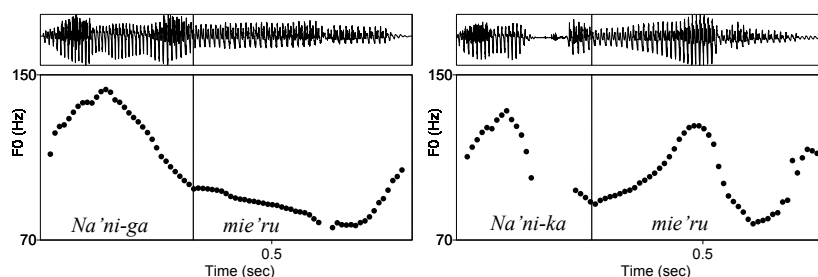 150
F0 (Hz)
70
Na'ni-ga
mie'ru
0.5
Time (sec)
150
F0 (Hz)
70
Na'ni-ka
mie'ru
0.5
Time (sec)